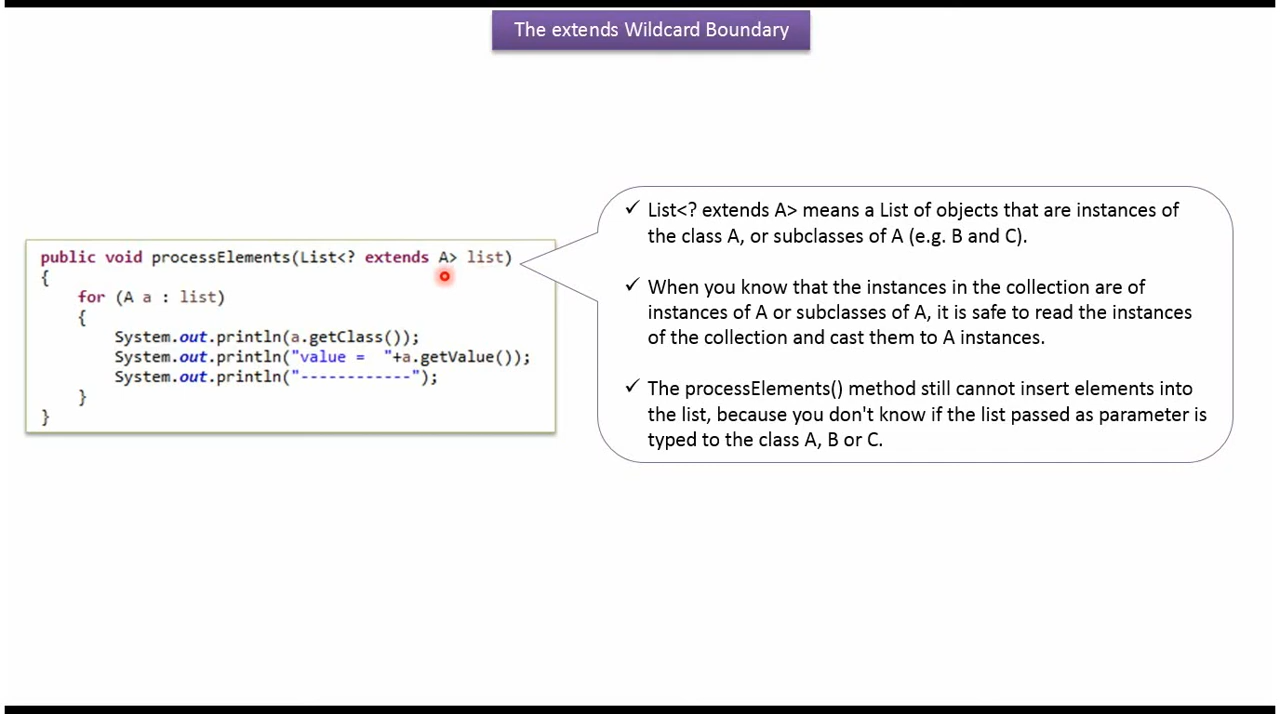 The extends Wildcard Boundary
public void processElements(List<? extends A> list)
{
for (A a : list)
{
System.out.println(a.getClass());
System.out.println("value =  "+a.getValue());
System.out.println("------------");
}
}
✓ List<? extends A> means a List of objects that are instances of
the class A, or subclasses of A (e.g. B and C).
✓ When you know that the instances in the collection are of
instances of A or subclasses of A, it is safe to read the instances
of the collection and cast them to A instances.
✓ The processElements() method still cannot insert elements into
the list, because you don't know if the list passed as parameter is
typed to the class A, B or C.